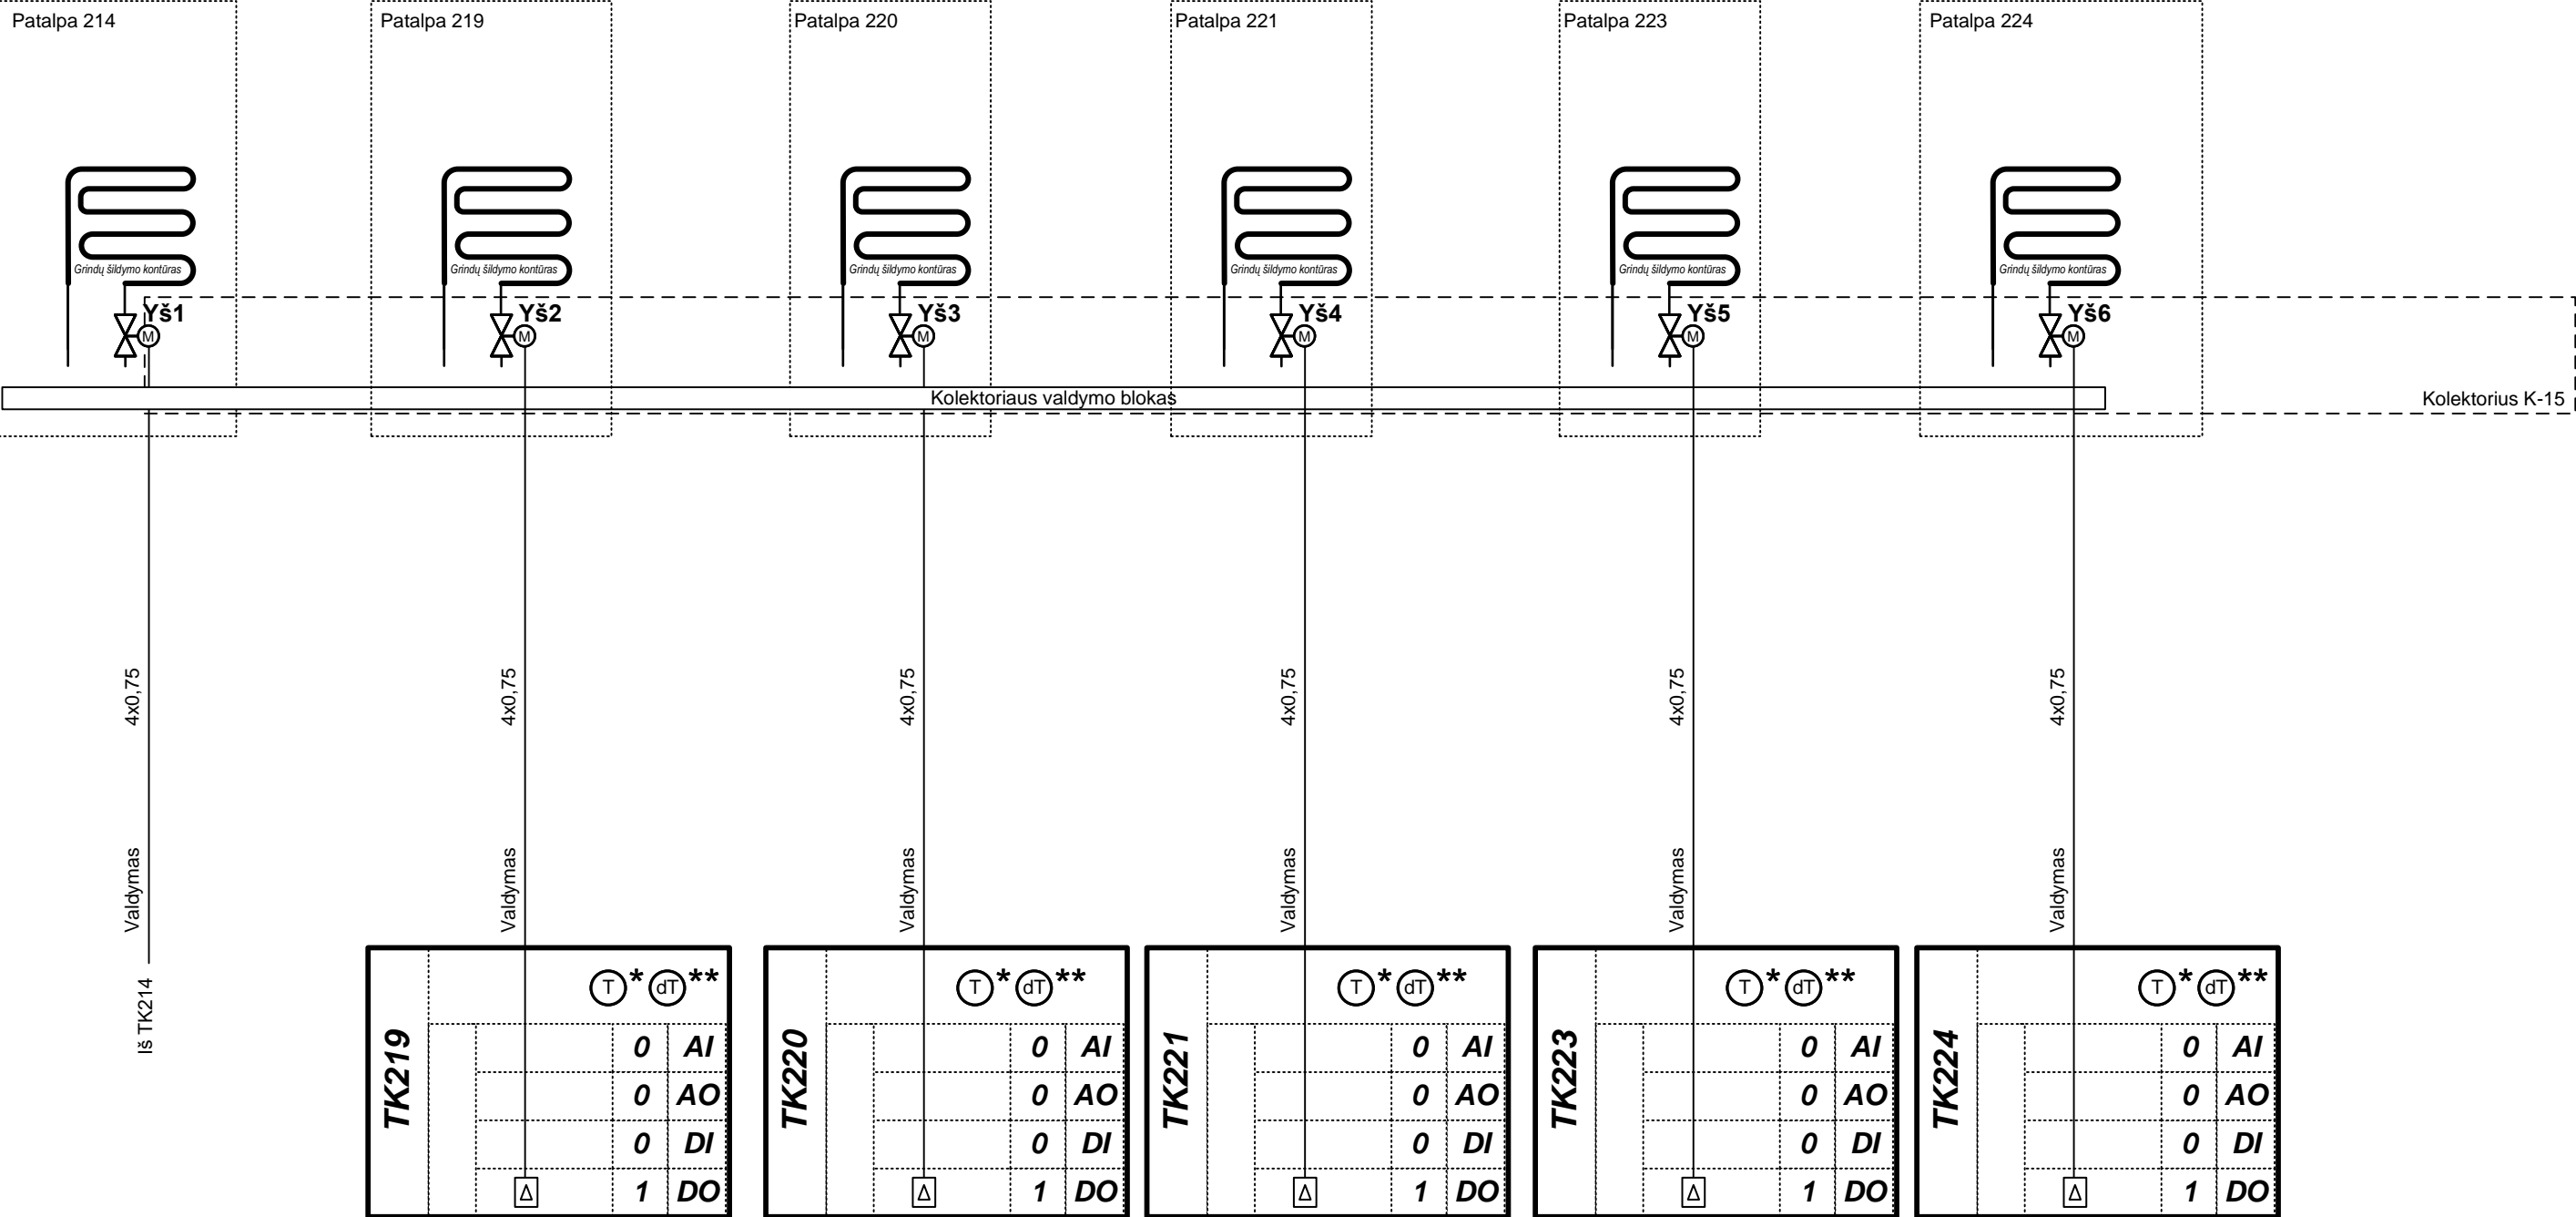 Patalpa 214
Patalpa 219
Patalpa 220
Patalpa 221
Patalpa 223
Patalpa 224
Grindų šildymo kontūras
Grindų šildymo kontūras
Grindų šildymo kontūras
Grindų šildymo kontūras
Grindų šildymo kontūras
Grindų šildymo kontūras
Yš1
Yš2
Yš3
Yš4
Yš5
Yš6
M
M
M
M
M
M
Kolektoriaus valdymo blokas
Kolektorius K-15
4x0,75
4x0,75
4x0,75
4x0,75
4x0,75
4x0,75
Valdymas
Valdymas
Valdymas
Valdymas
Valdymas
Valdymas
Iš TK214
TK219
T* dT**
0 AI
0 AO
0 DI
1 DO
TK220
T* dT**
0 AI
0 AO
0 DI
1 DO
TK221
T* dT**
0 AI
0 AO
0 DI
1 DO
TK223
T* dT**
0 AI
0 AO
0 DI
1 DO
TK224
T* dT**
0 AI
0 AO
0 DI
1 DO